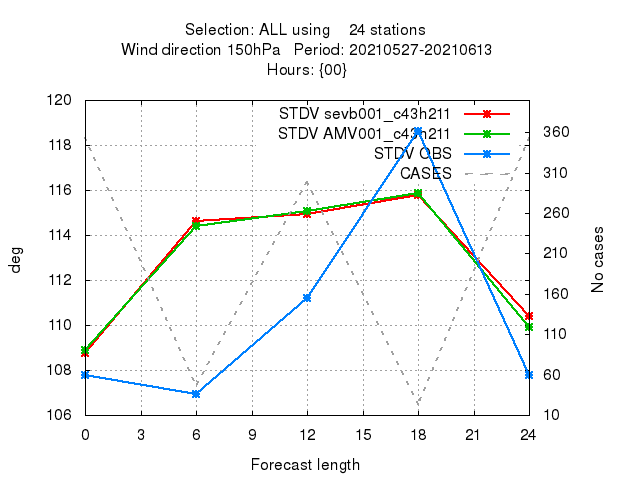 Selection: ALL using    24 stations
Wind direction 150hPa   Period: 20210527-20210613
Hours: {00}
STDV sevb001_c43h211
STDV AMV001_c43h211
STDV OBS
CASES
120
118
116
114
112
110
108
106
360
310
260
210
160
110
60
10
deg
No cases
0 3 6 9 12 15 18 21 24
Forecast length